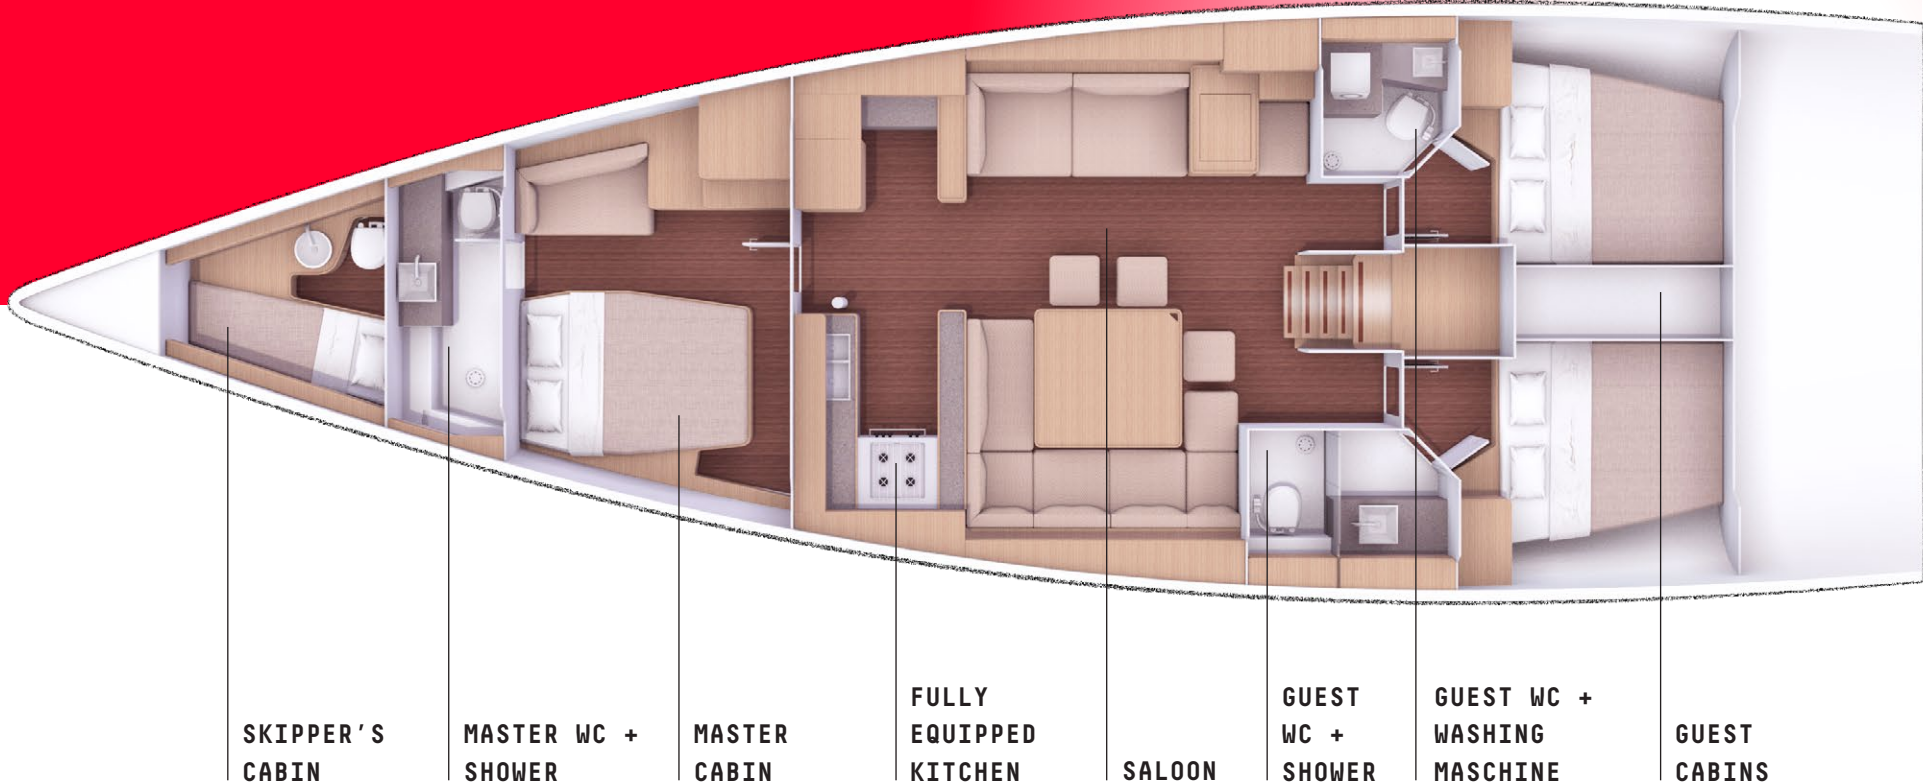 SKIPPER'S
CABIN
MASTER WC +
SHOWER
MASTER
CABIN
FULLY
EQUIPPED
KITCHEN
SALOON
GUEST
WC +
SHOWER
GUEST WC +
WASHING
MASCHINE
GUEST
CABINS